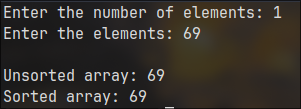 Enter the number of elements: 1
Enter the elements: 69
Unsorted array: 69
Sorted array: 69